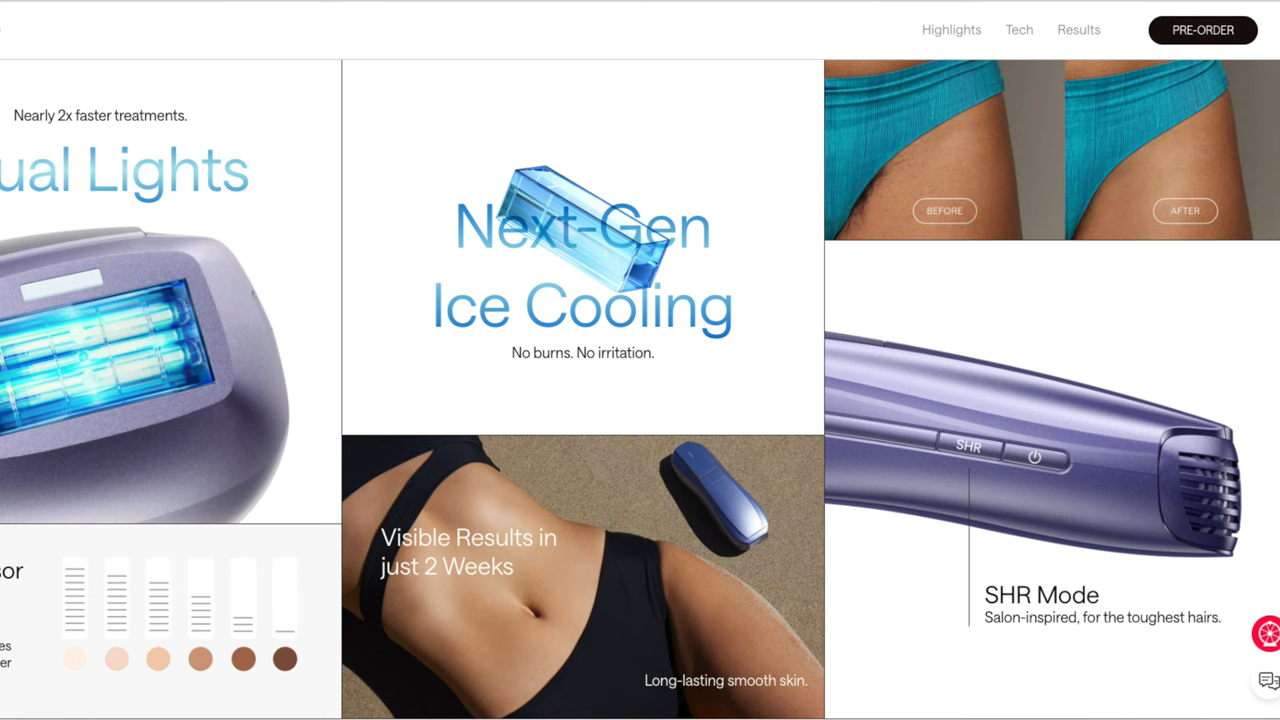 Highlights
Tech
Results
PRE-ORDER
Nearly 2x faster treatments.
ual Lights
Next-Gen
Ice Cooling
No burns. No irritation.
BEFORE
AFTER
SHR
SHR Mode
Salon-inspired, for the toughest hairs.
Visible Results in
just 2 Weeks
Long-lasting smooth skin.
sor
es
er